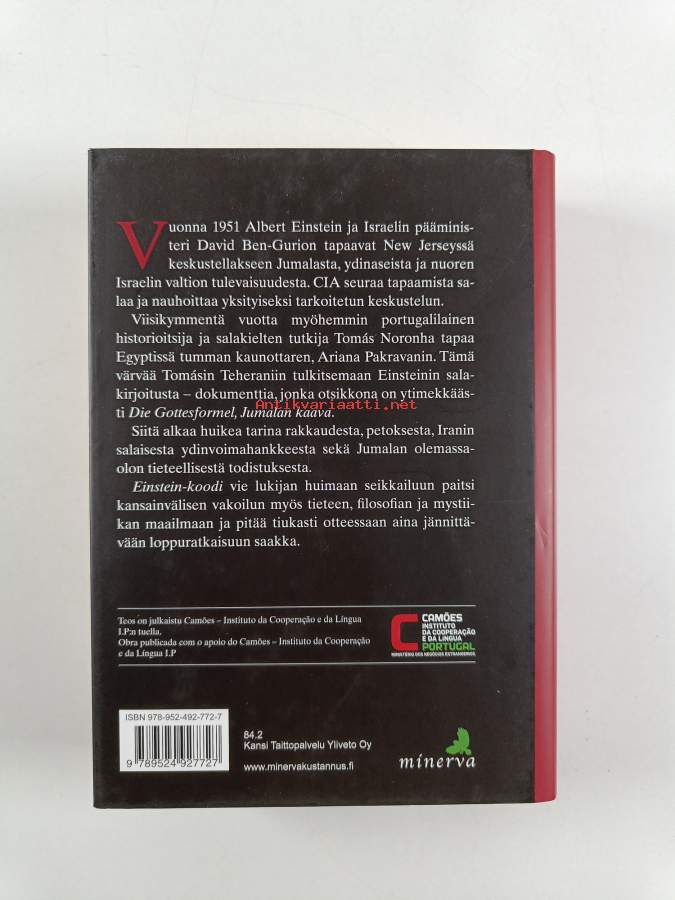 Vuonna 1951 Albert Einstein ja Israelin pääminis-
teri David Ben-Gurion tapaavat New Jerseyssä
keskustellakseen Jumalasta, ydinaseista ja nuoren
Israelin valtion tulevaisuudesta. CIA seuraa tapaamista sa-
laa ja nauhoittaa yksityiseksi tarkoitetun keskustelun.
Viisikymmentä vuotta myöhemmin portugalilainen
historioitsija ja salakielten tutkija Tomás Noronha tapaa
Egyptissä tumman kaunottaren, Ariana Pakravanin. Tämä
värvää Tomásin Teheraniin tulkitsemaan Einsteinin sala-
kirjoitusta – dokumenttia, jonka otsikkona on ytimekkääs-
Antikvariaatti.net
ti Die Gottesformel, Jumalan kaava.
Siitä alkaa huikea tarina rakkaudesta, petoksesta, Iranin
salaisesta ydinvoimahankkeesta sekä Jumalan olemassa-
olon tieteellisestä todistuksesta.
Einstein-koodi vie lukijan huimaan seikkailuun paitsi
kansainvälisen vakoilun myös tieteen, filosofian ja mystii-
kan maailmaan ja pitää tiukasti otteessaan aina jännittä-
vään loppuratkaisuun saakka.
Teos on julkaistu Camões – Instituto da Cooperação e da Língua
I.P.:n tuella.
Obra publicada com o apoio do Camões – Instituto da Cooperação
e da Língua I.P
CAMÕES
INSTITUTO
DA COOPERAÇÃO
E DA LÍNGUA
PORTUGAL
MINISTÉRIO DOS NEGÓCIOS ESTRANGEIROS
ISBN 978-952-492-772-7
9 789524 927727
84.2
Kansi Taittopalvelu Yliveto Oy
www.minervakustannus.fi
minerva